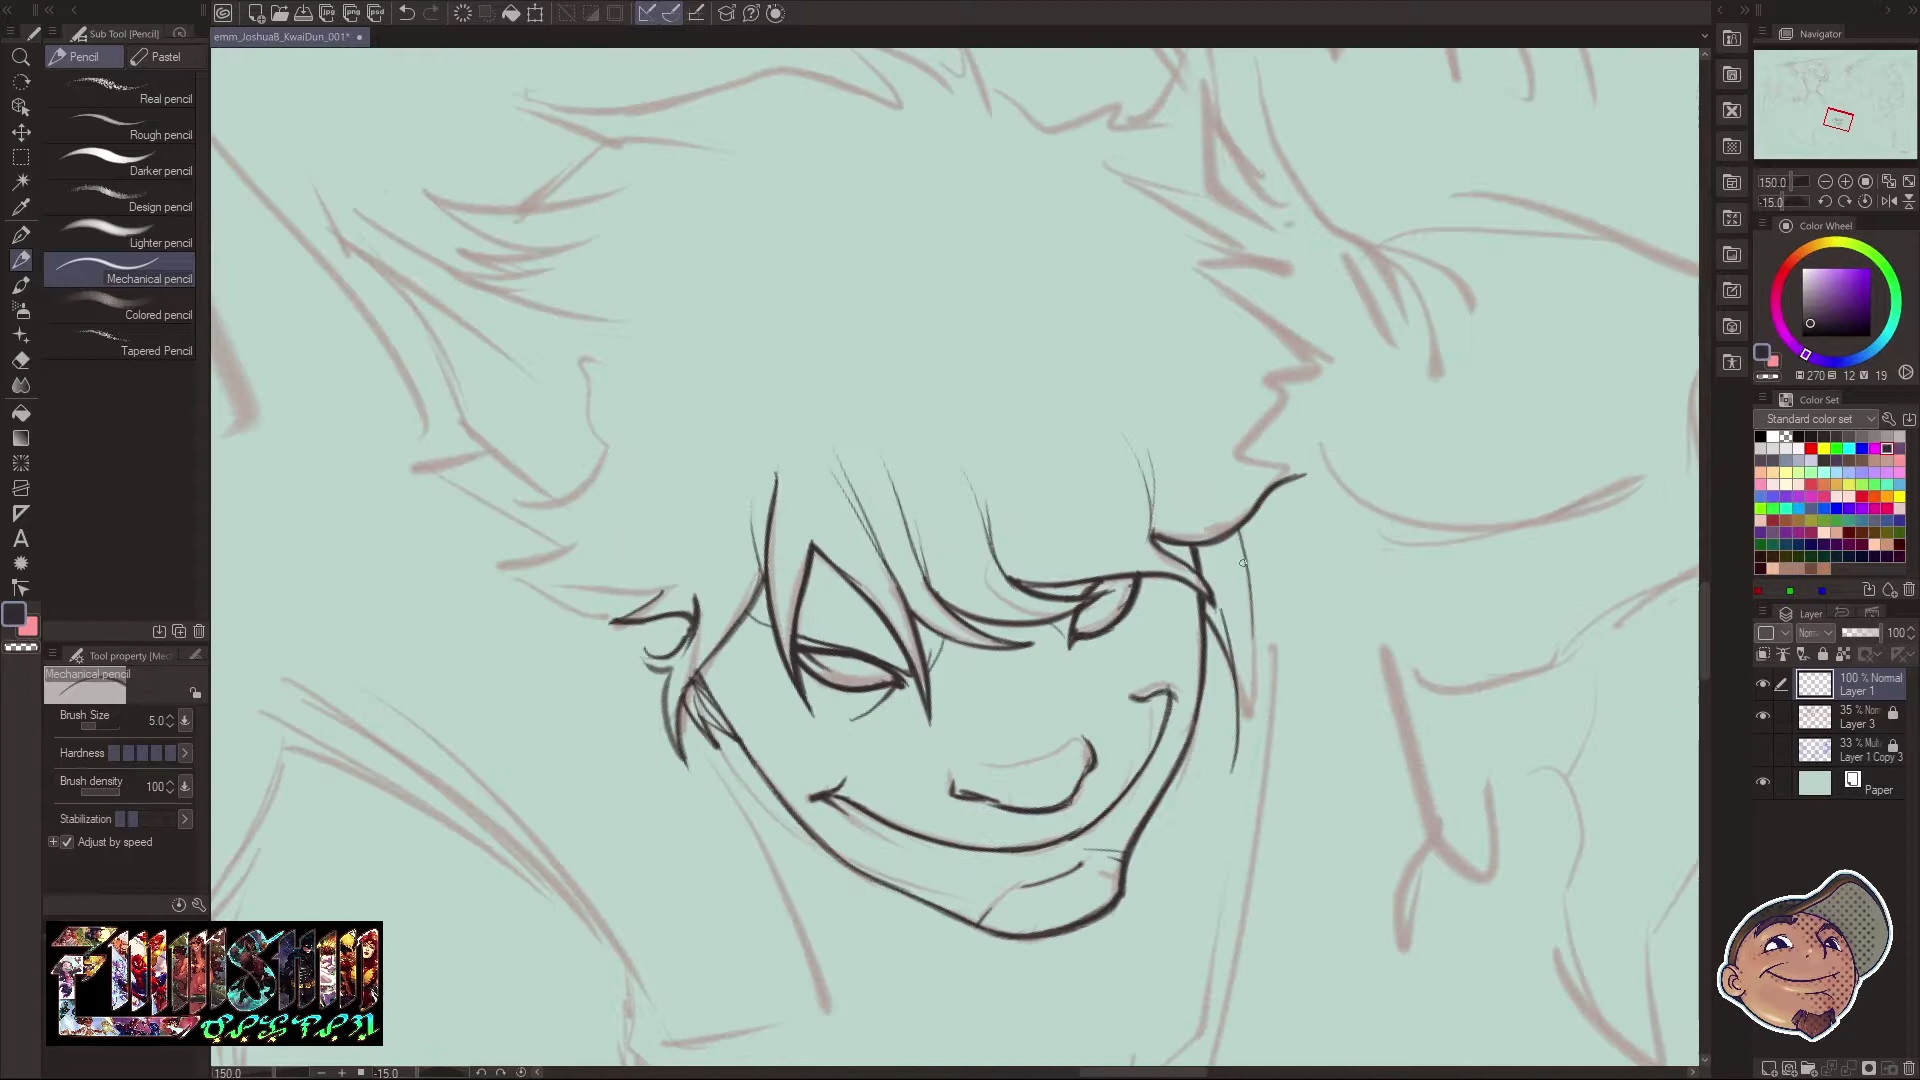 Sub Tool [Pencil]
Pencil
Pastel
Real pencil
Rough pencil
Darker pencil
Design pencil
Lighter pencil
Mechanical pencil
Colored pencil
Tapered Pencil
Tool property [Mec
Mechanical pencil
Brush Size
5.0
Hardness
Brush density
100
Stabilization
Adjust by speed
emm_JoshuaB_KwaiDun_001*
Navigator
150.0
-15.0
Color Wheel
H 270 S 12 V 19
Color Set
Standard color set
Layer
100
100 % Normal
Layer 1
35 %
Layer 3
33 %
Layer 1 Copy 3
Paper
150.0
-15.0